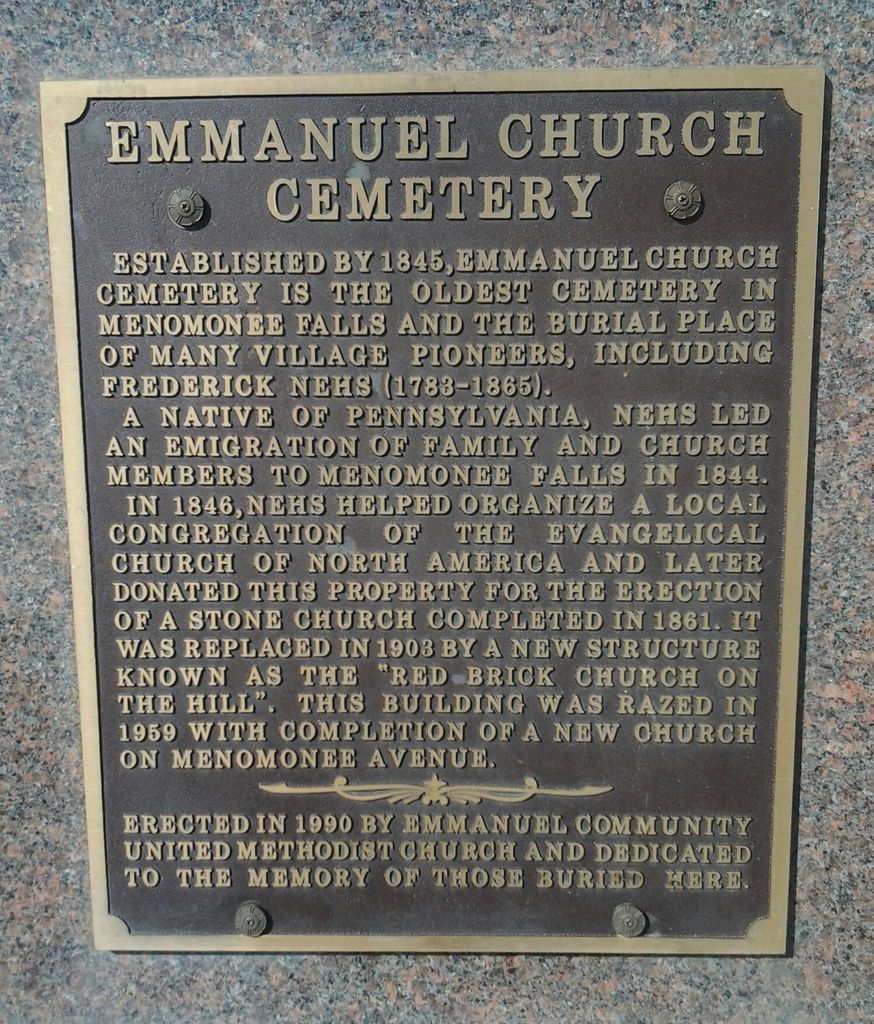 EMMANUEL CHURCH
CEMETERY
ESTABLISHED BY 1845, EMMANUEL CHURCH
CEMETERY IS THE OLDEST CEMETERY IN
MENOMONEE FALLS AND THE BURIAL PLACE
OF MANY VILLAGE PIONEERS, INCLUDING
FREDERICK NEHS (1783-1865).
A NATIVE OF PENNSYLVANIA, NEHS LED
AN EMIGRATION OF FAMILY AND CHURCH
MEMBERS TO MENOMONEE FALLS IN 1844.
IN 1846, NEHS HELPED ORGANIZE A LOCAL
CONGREGATION OF THE EVANGELICAL
CHURCH OF NORTH AMERICA AND LATER
DONATED THIS PROPERTY FOR THE ERECTION
OF A STONE CHURCH COMPLETED IN 1861. IT
WAS REPLACED IN 1903 BY A NEW STRUCTURE
KNOWN AS THE "RED BRICK CHURCH ON
THE HILL". THIS BUILDING WAS RAZED IN
1959 WITH COMPLETION OF A NEW CHURCH
ON MENOMONEE AVENUE.
ERECTED IN 1990 BY EMMANUEL COMMUNITY
UNITED METHODIST CHURCH AND DEDICATED
TO THE MEMORY OF THOSE BURIED HERE.